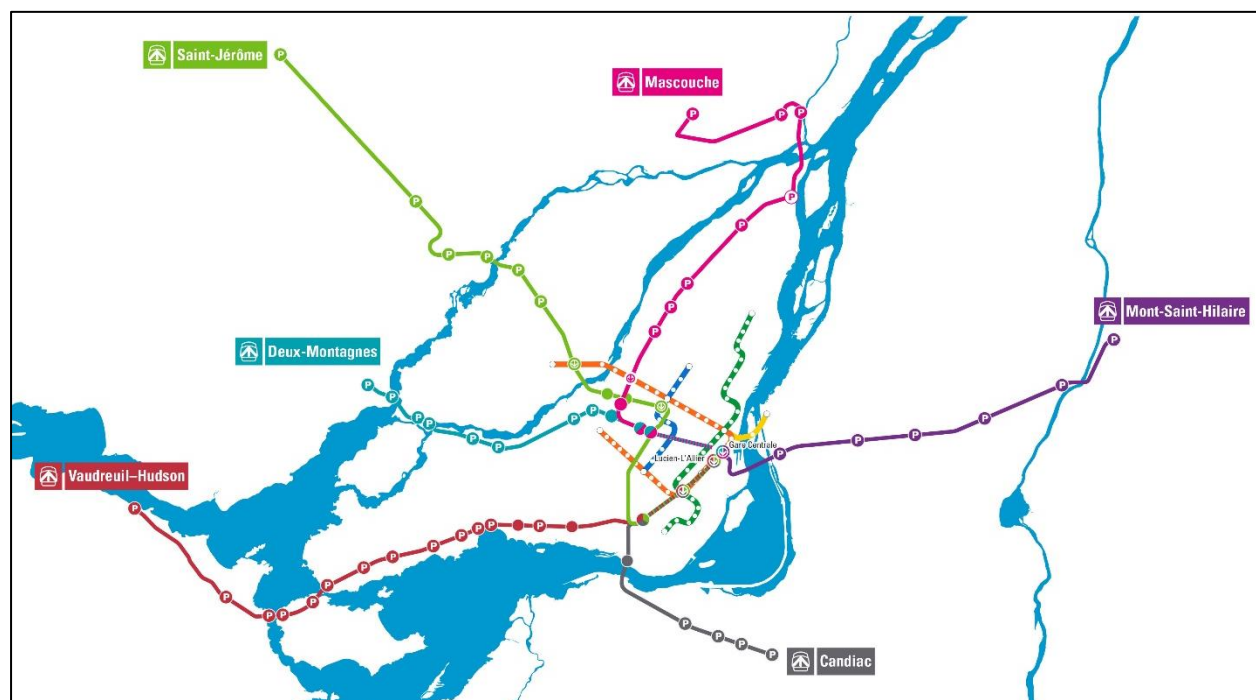 Saint-Jérôme
Mascouche
Mont-Saint-Hilaire
Deux-Montagnes
Gare Centrale
Lucien-L'Allier
Vaudreuil–Hudson
Candiac